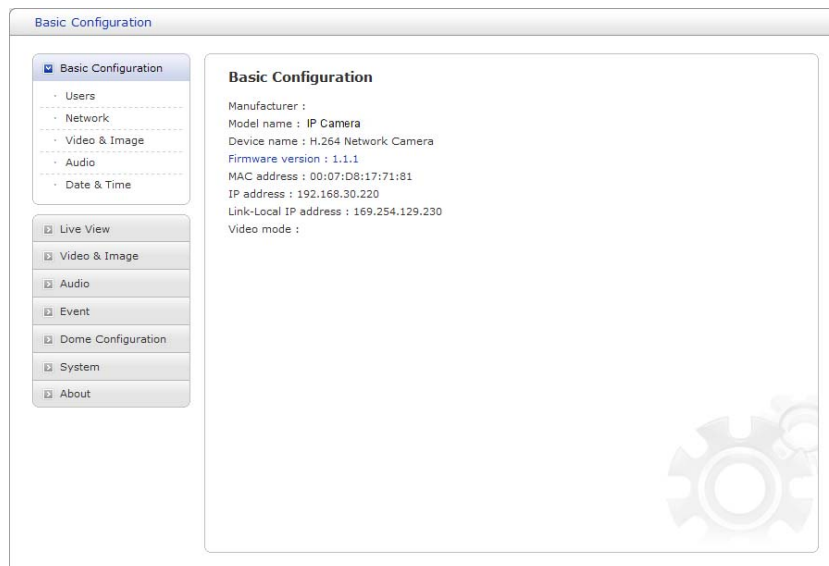 Basic Configuration
Basic Configuration
· Users
· Network
· Video & Image
· Audio
· Date & Time
Live View
Video & Image
Audio
Event
Dome Configuration
System
About
Basic Configuration
Manufacturer :
Model name : IP Camera
Device name : H.264 Network Camera
Firmware version : 1.1.1
MAC address : 00:07:D8:17:71:81
IP address : 192.168.30.220
Link-Local IP address : 169.254.129.230
Video mode :